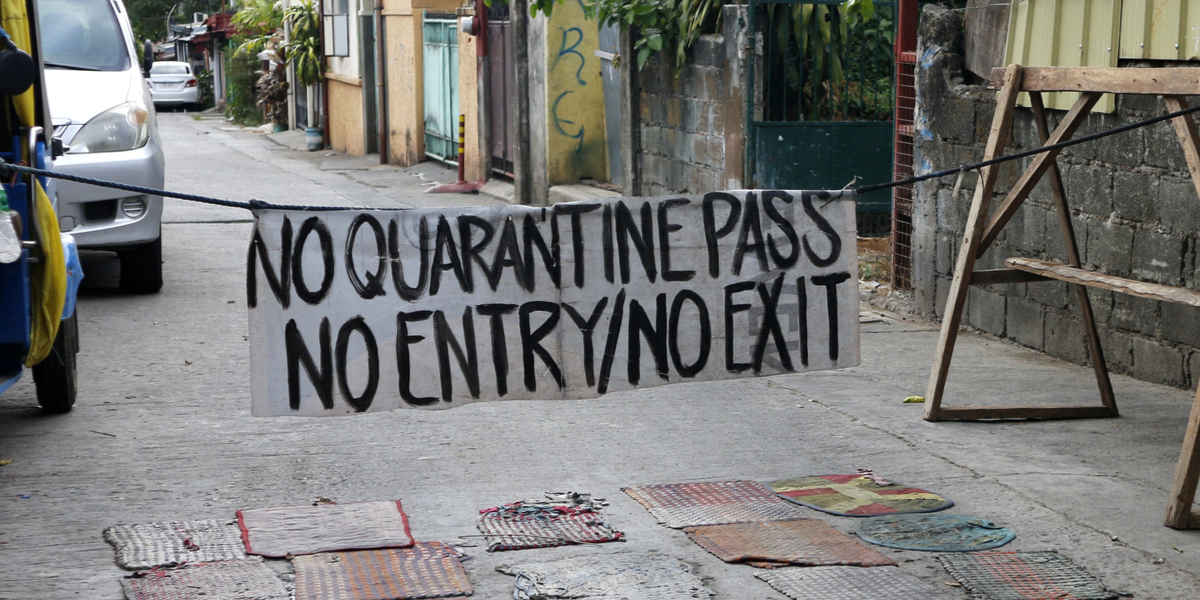 NO QUARANTINE PASS
NO ENTRY/NO EXIT